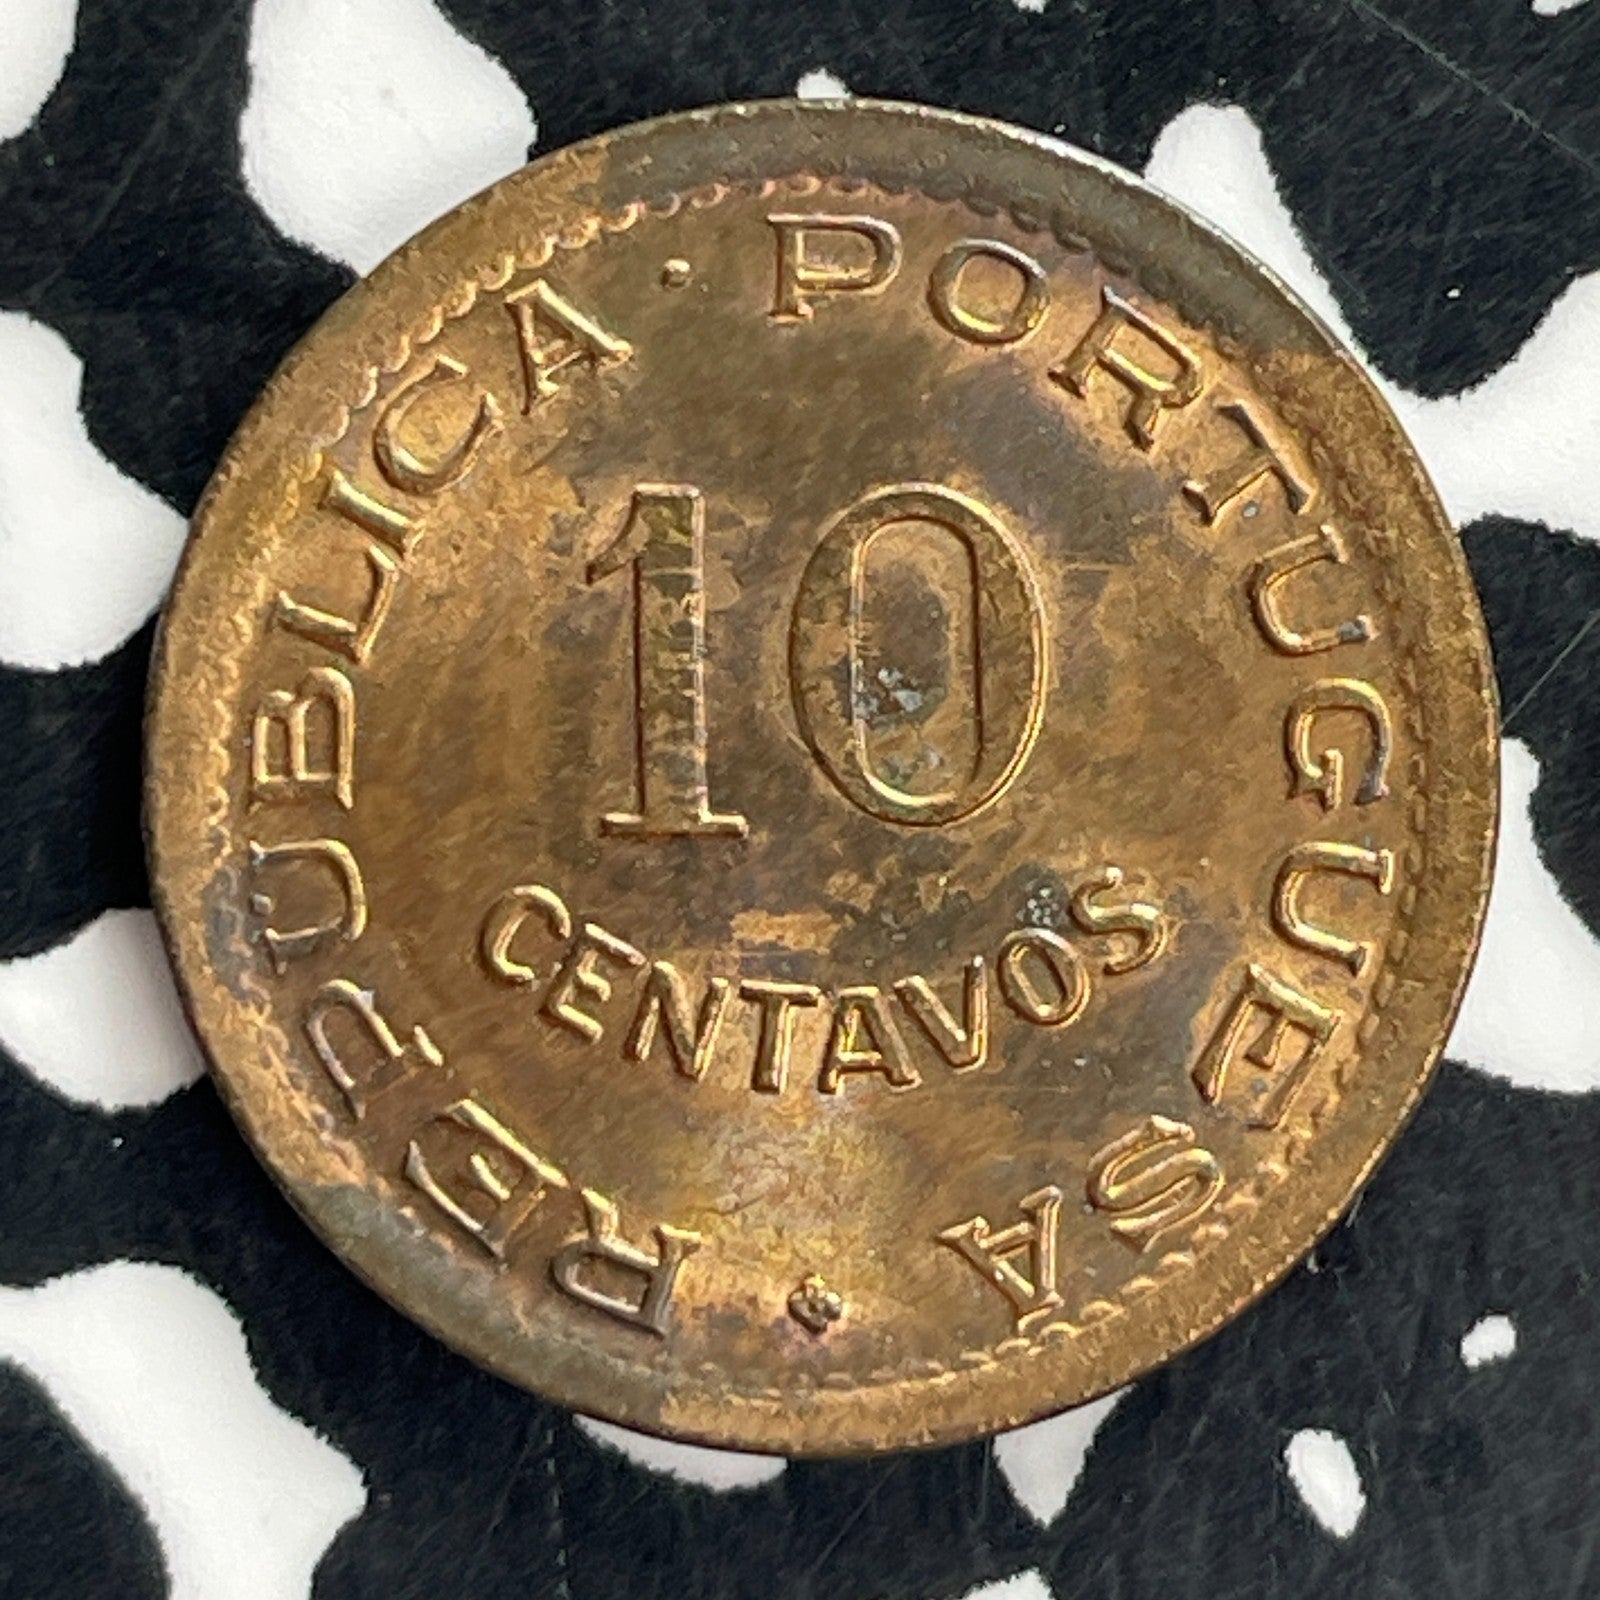 REPÚBLICA · PORTUGUESA
10
CENTAVOS